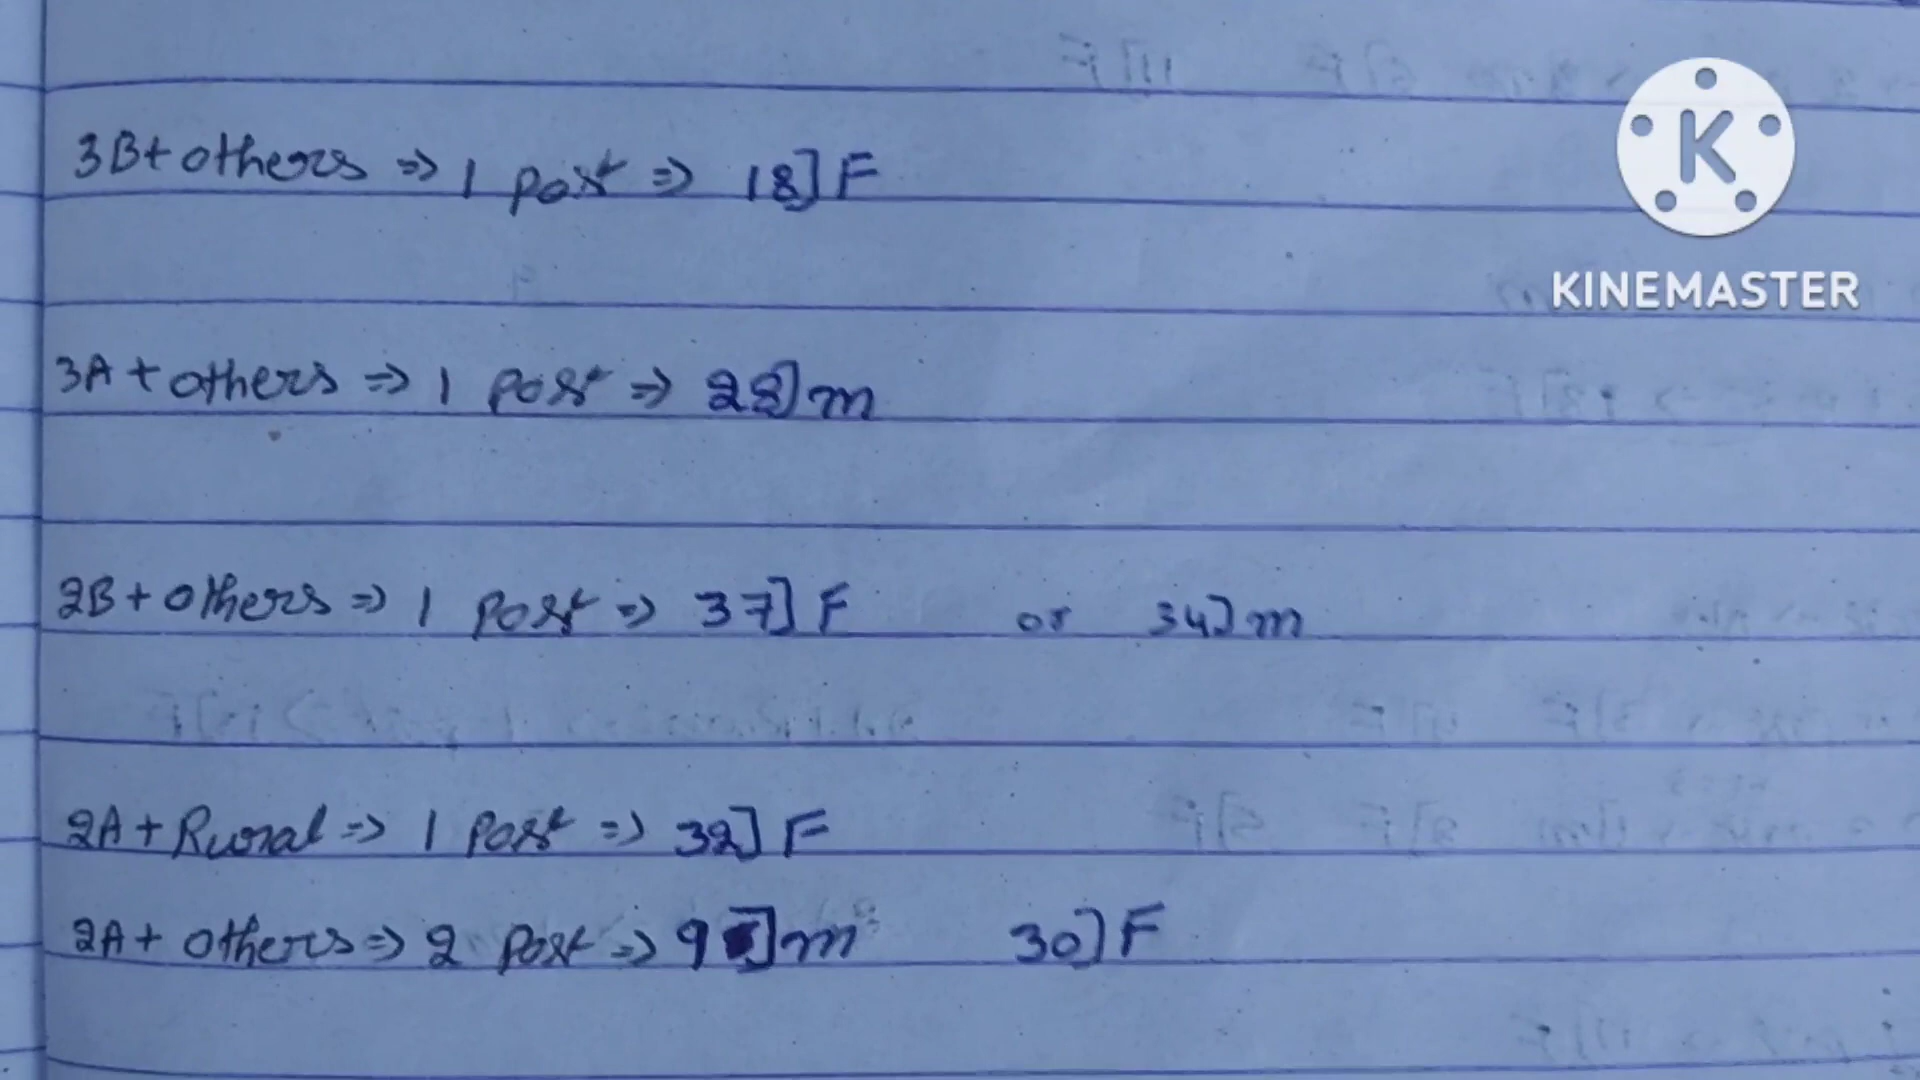 3B+ others => 1 post => 18] F
KINEMASTER
3A + others => 1 post => 28] m
2B + others => 1 post => 37] F or 34] m
2A + Rural => 1 post => 32] F
2A + others => 2 post => 9 ] m 30] F